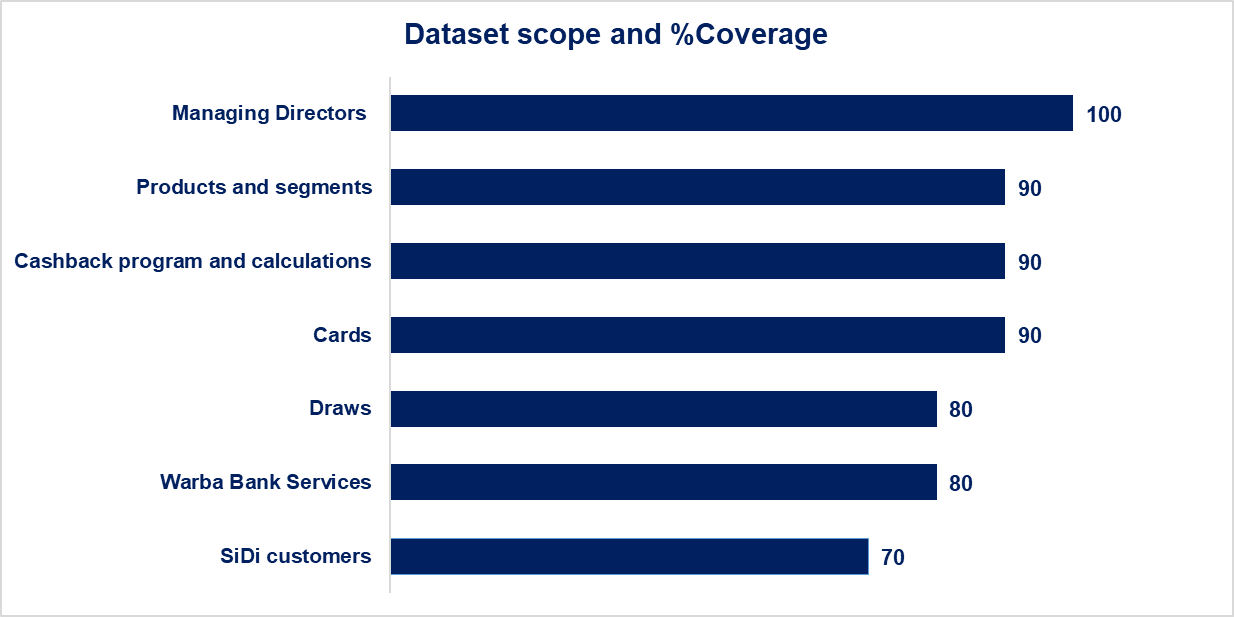 Dataset scope and %Coverage
Managing Directors 100
Products and segments 90
Cashback program and calculations 90
Cards 90
Draws 80
Warba Bank Services 80
SiDi customers 70